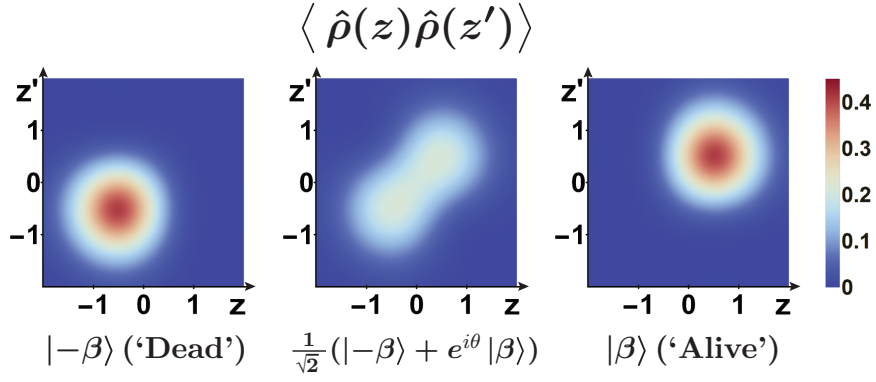 ⟨ ρ̂(z)ρ̂(z′) ⟩
z' 1 0 −1
−1 0 1 z
z' 1 0 −1
−1 0 1 z
z' 1 0 −1
−1 0 1 z
0.4
0.3
0.2
0.1
0
|−β⟩ (‘Dead’)
1/√2 (|−β⟩ + e^{iθ} |β⟩)
|β⟩ (‘Alive’)